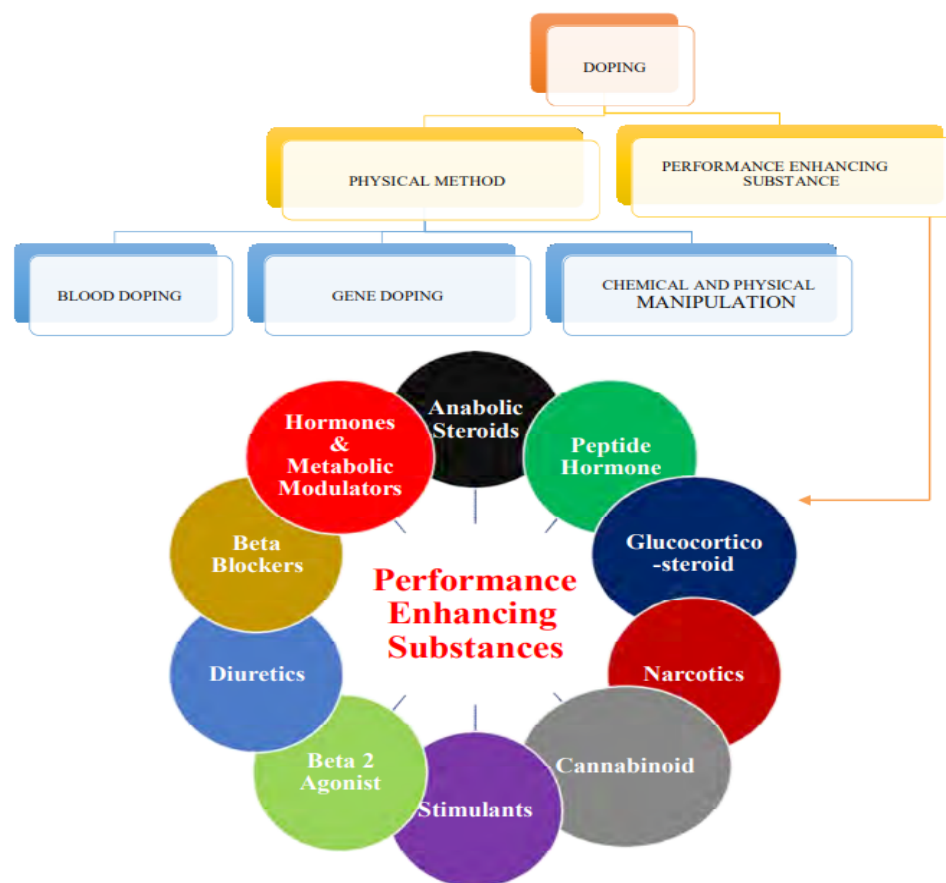 DOPING
PHYSICAL METHOD
PERFORMANCE ENHANCING
SUBSTANCE
BLOOD DOPING
GENE DOPING
CHEMICAL AND PHYSICAL
MANIPULATION
Anabolic
Steroids
Peptide
Hormone
Glucocortico
-steroid
Narcotics
Cannabinoid
Stimulants
Beta 2
Agonist
Diuretics
Beta
Blockers
Hormones
&
Metabolic
Modulators
Performance
Enhancing
Substances